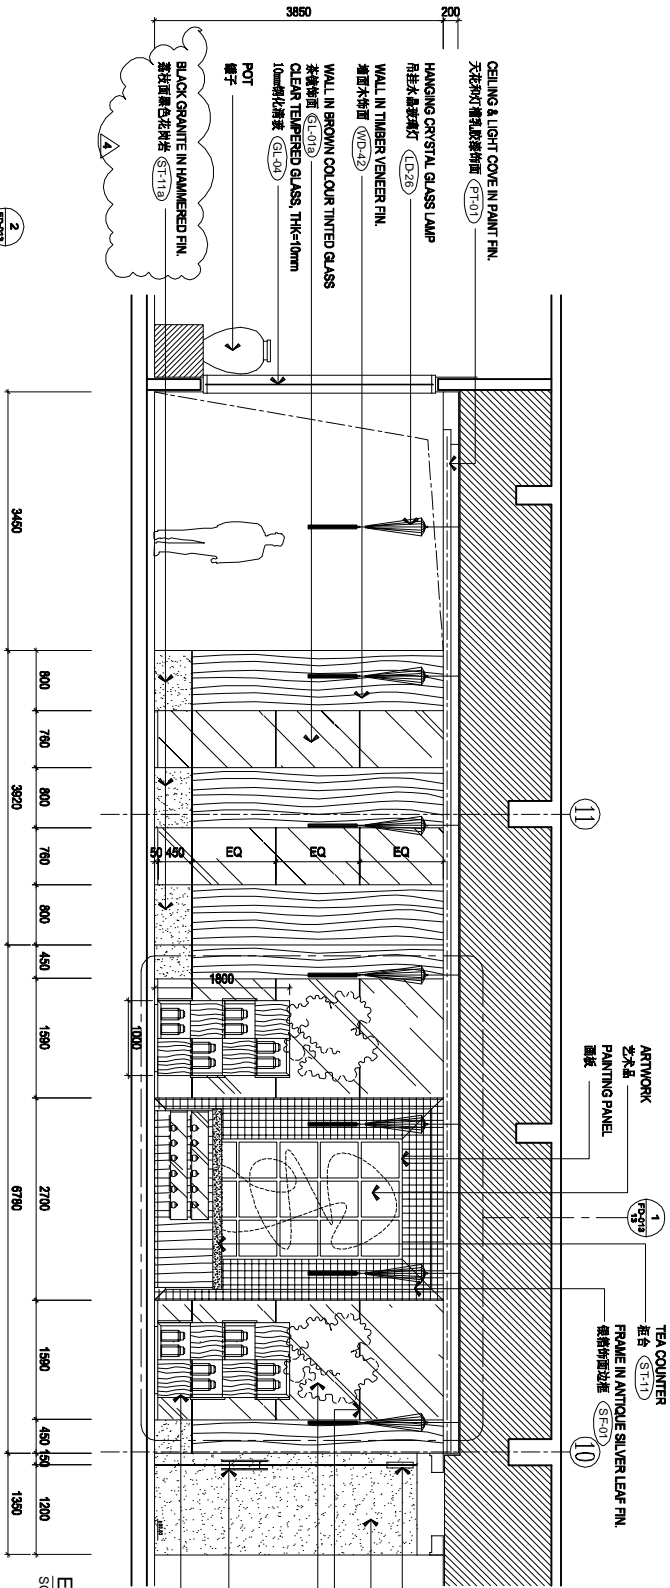 3850
200
CEILING & LIGHT COVE IN PAINT FIN.
天花和灯槽乳胶漆饰面 PT-01
HANGING CRYSTAL GLASS LAMP
吊挂水晶玻璃灯 LD-26
WALL IN TIMBER VENEER FIN.
墙面木饰面 WD-42
WALL IN BROWN COLOUR TINTED GLASS
茶镜饰面 GL-01a
CLEAR TEMPERED GLASS, THK=10mm
10mm钢化清玻 GL-04
POT
罐子
BLACK GRANITE IN HAMMERED FIN.
荔枝面黑色花岗岩 ST-11a
4
2
FD-013
11
10
ARTWORK
艺术品
PAINTING PANEL
画板
1
FD-013
13
TEA COUNTER
柜台 ST-11
FRAME IN ANTIQUE SILVER LEAF FIN.
银箔饰面边框 SF-01
50 450 EQ EQ EQ
1800
1000
800 760 800 760 800 450 1590 2700 1590 450 150 1200
3450 3920 6780 1350
E